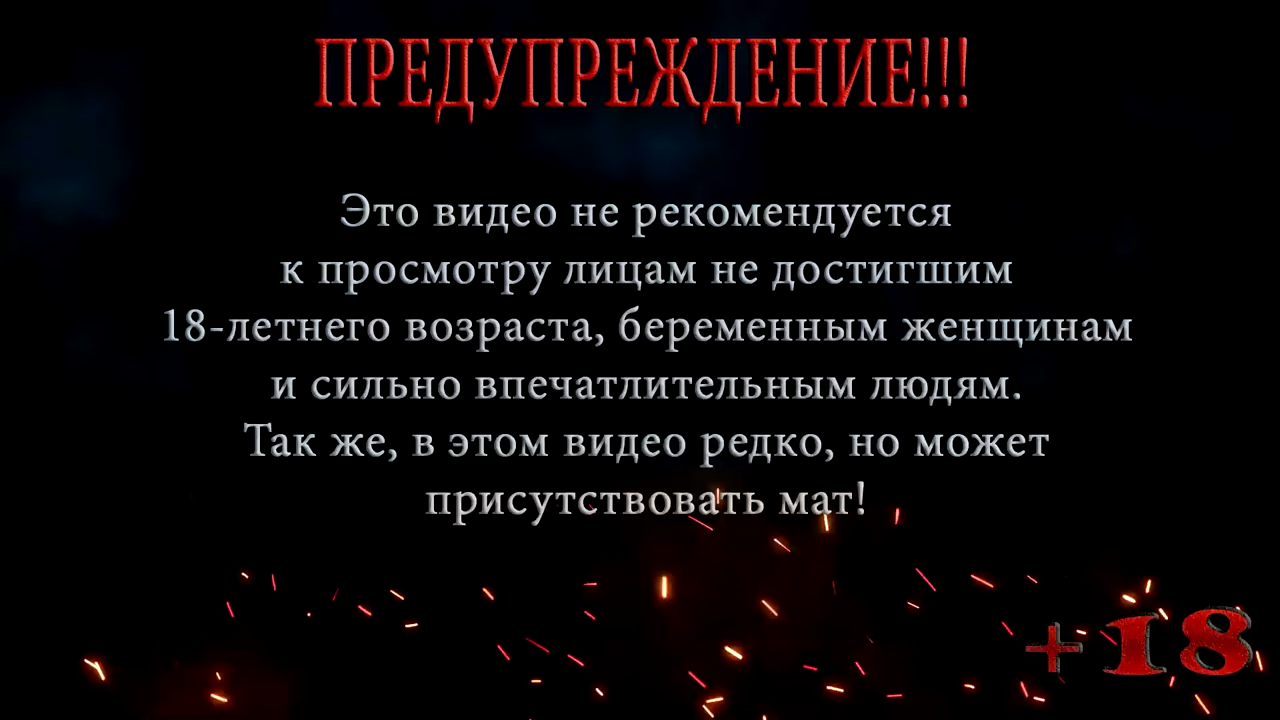 ПРЕДУПРЕЖДЕНИЕ!!!
Это видео не рекомендуется
к просмотру лицам не достигшим
18-летнего возраста, беременным женщинам
и сильно впечатлительным людям.
Так же, в этом видео редко, но может
присутствовать мат!
+18